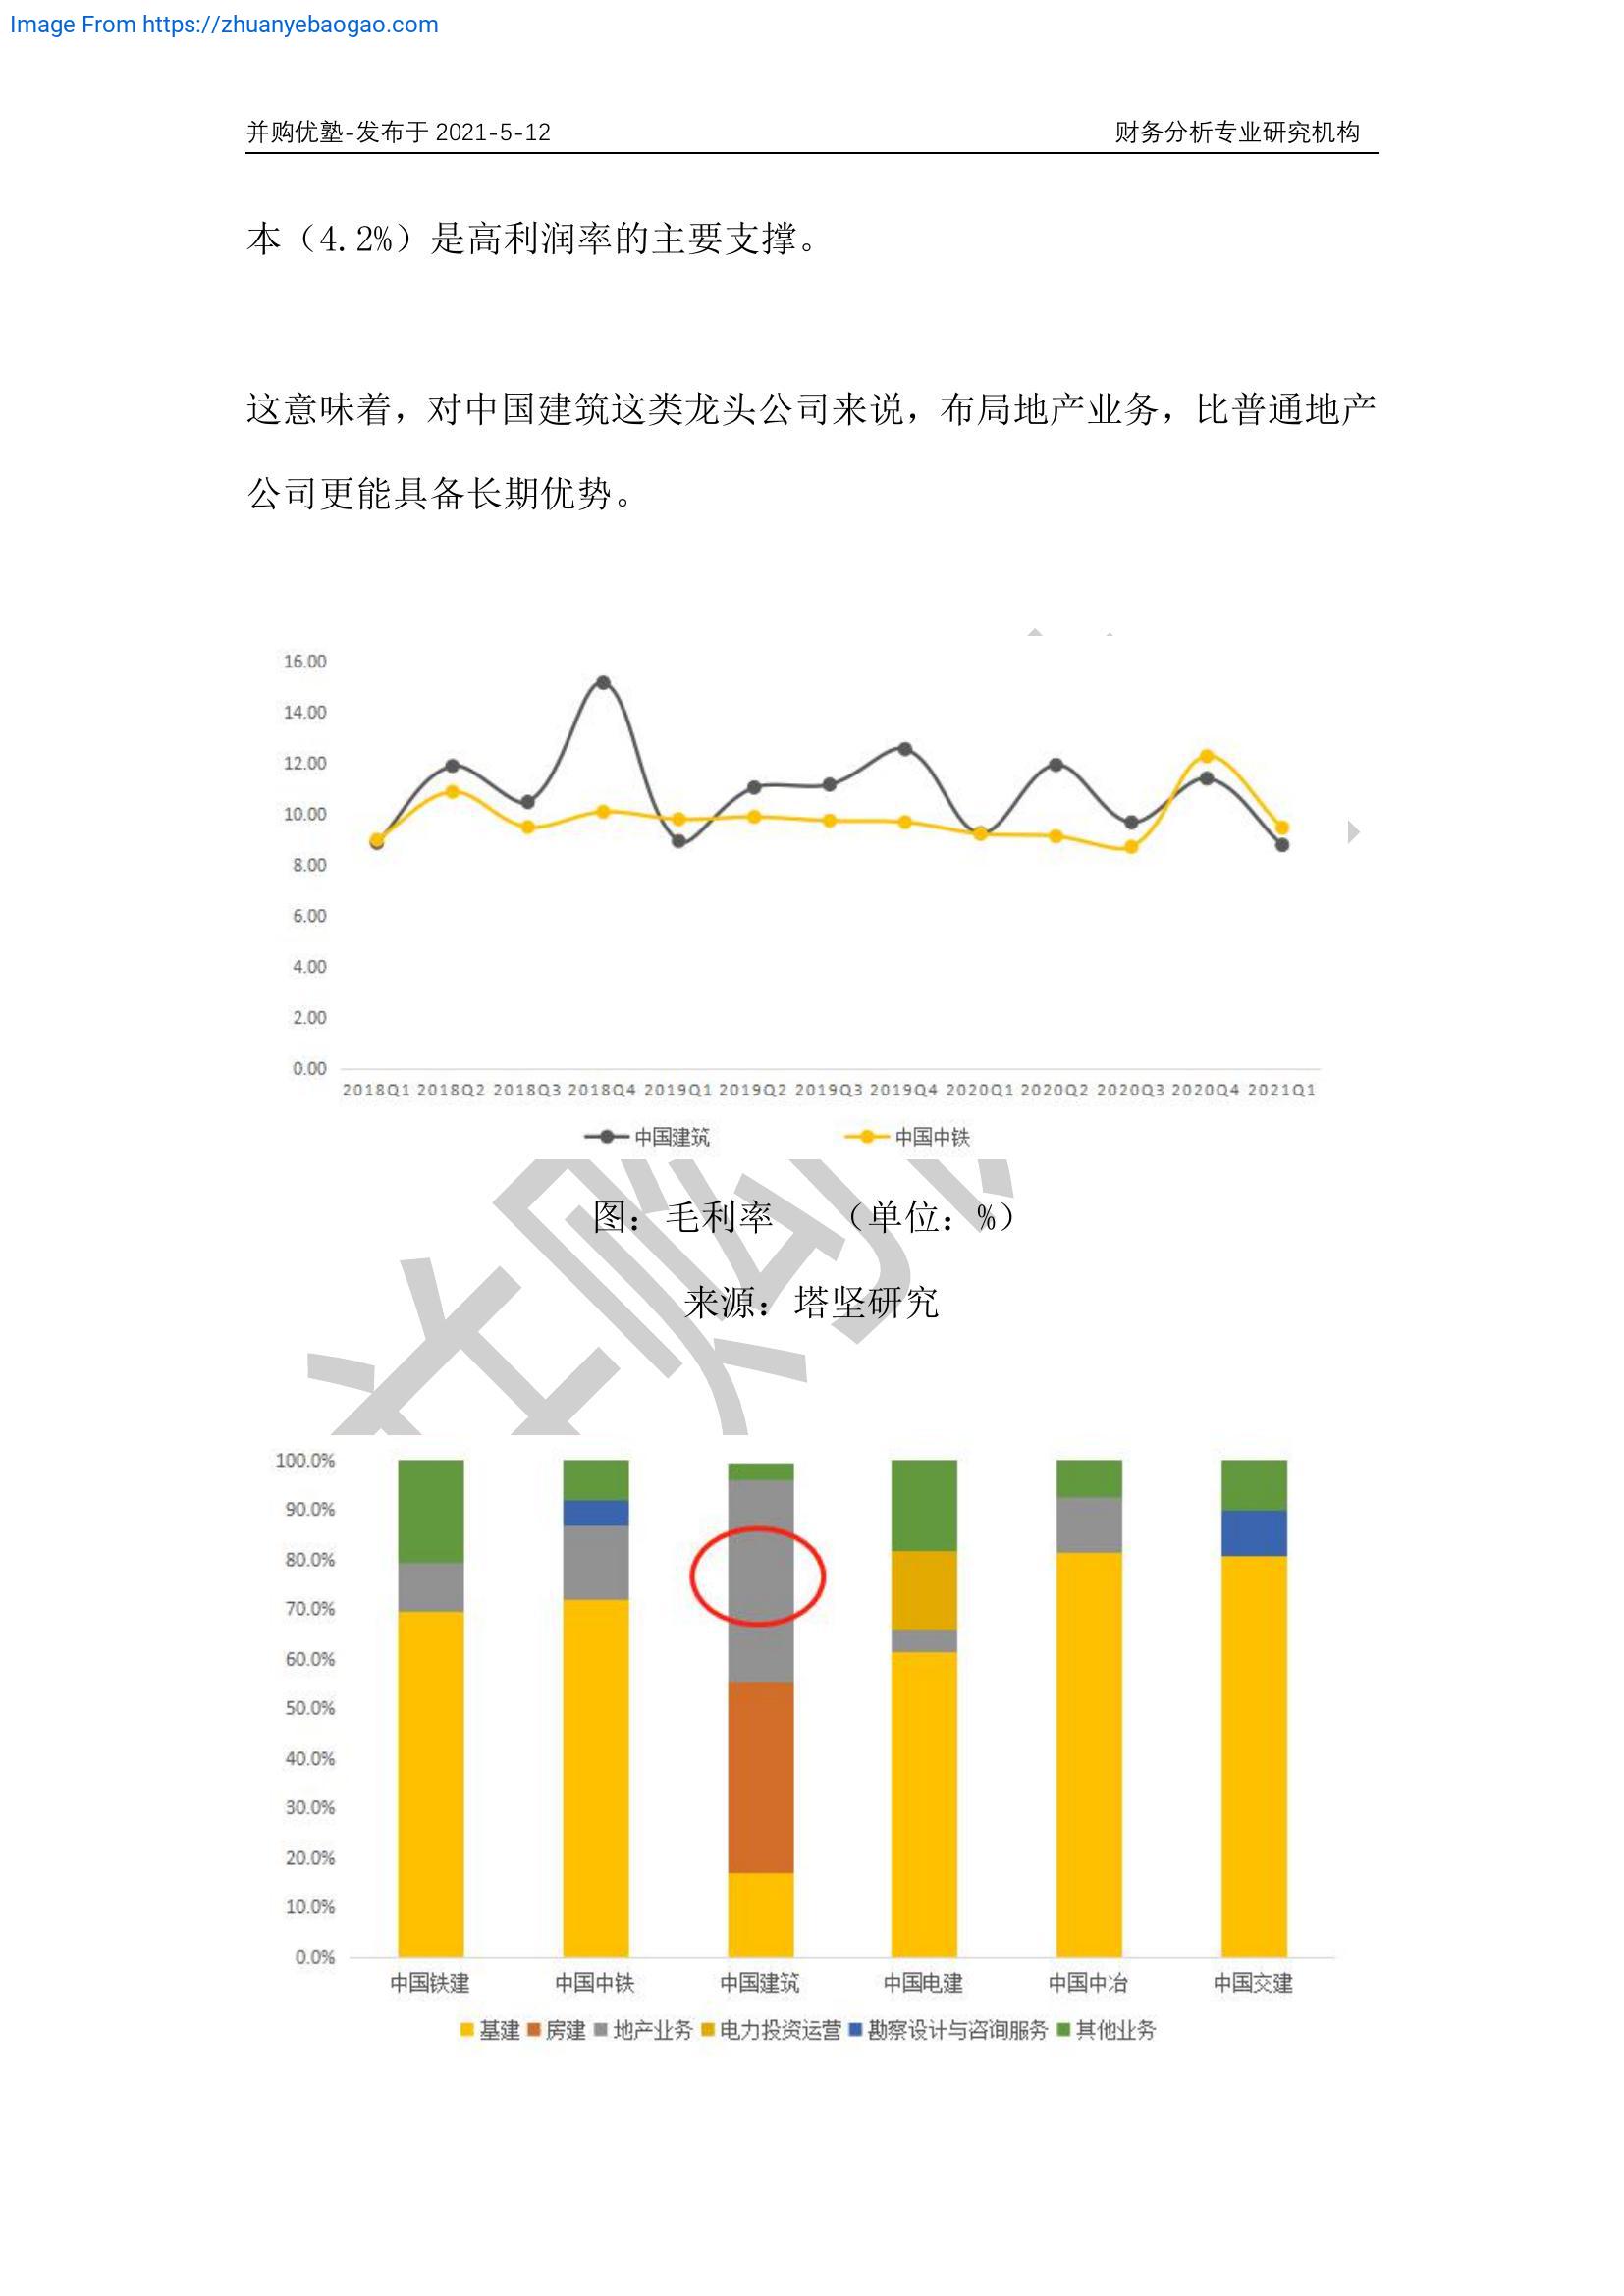 Image From https://zhuanyebaogao.com
并购优塾-发布于 2021-5-12 财务分析专业研究机构
本（4.2%）是高利润率的主要支撑。
这意味着，对中国建筑这类龙头公司来说，布局地产业务，比普通地产
公司更能具备长期优势。
16.00
14.00
12.00
10.00
8.00
6.00
4.00
2.00
0.00
2018Q1 2018Q2 2018Q3 2018Q4 2019Q1 2019Q2 2019Q3 2019Q4 2020Q1 2020Q2 2020Q3 2020Q4 2021Q1
中国建筑 中国中铁
图：毛利率 （单位：%）
来源：塔坚研究
100.0%
90.0%
80.0%
70.0%
60.0%
50.0%
40.0%
30.0%
20.0%
10.0%
0.0%
中国铁建 中国中铁 中国建筑 中国电建 中国中冶 中国交建
基建 房建 地产业务 电力投资运营 勘察设计与咨询服务 其他业务
并购